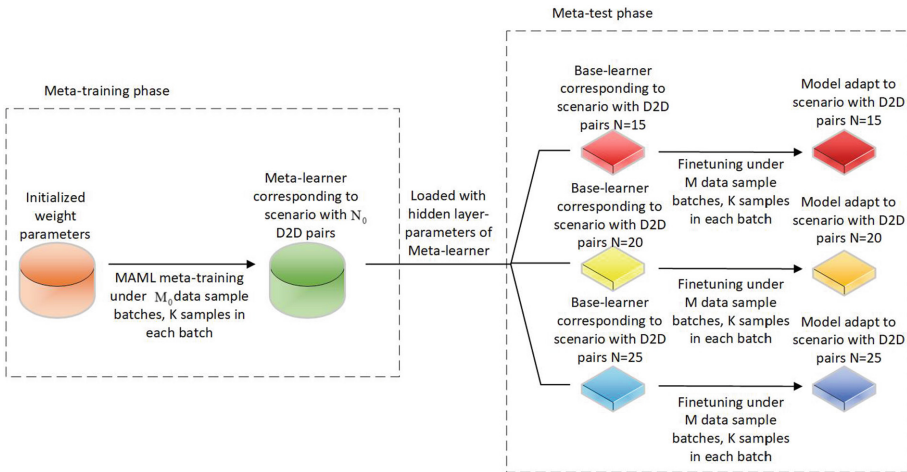 Meta-training phase
Initialized
weight
parameters
MAML meta-training
under M₀ data sample
batches, K samples in
each batch
Meta-learner
corresponding to
scenario with N₀
D2D pairs
Loaded with
hidden layer-
parameters of
Meta-learner
Meta-test phase
Base-learner
corresponding to
scenario with D2D
pairs N=15
Finetuning under
M data sample
batches, K samples
in each batch
Model adapt to
scenario with D2D
pairs N=15
Base-learner
corresponding to
scenario with D2D
pairs N=20
Finetuning under
M data sample
batches, K samples
in each batch
Model adapt to
scenario with D2D
pairs N=20
Base-learner
corresponding to
scenario with D2D
pairs N=25
Finetuning under
M data sample
batches, K samples
in each batch
Model adapt to
scenario with D2D
pairs N=25